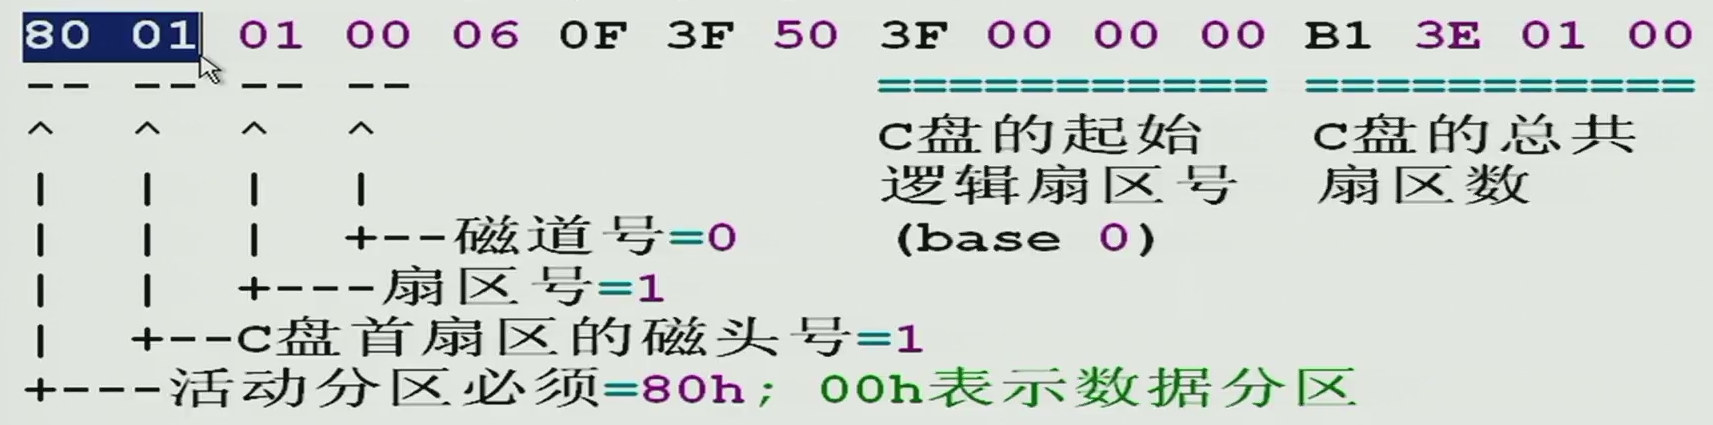 80 01 01 00 06 0F 3F 50 3F 00 00 00 B1 3E 01 00
-- -- -- -- =========== ===========
^ ^ ^ ^ C盘的起始 C盘的总共
| | | | 逻辑扇区号 扇区数
| | | +--磁道号=0 (base 0)
| | +---扇区号=1
| +--C盘首扇区的磁头号=1
+---活动分区必须=80h; 00h表示数据分区